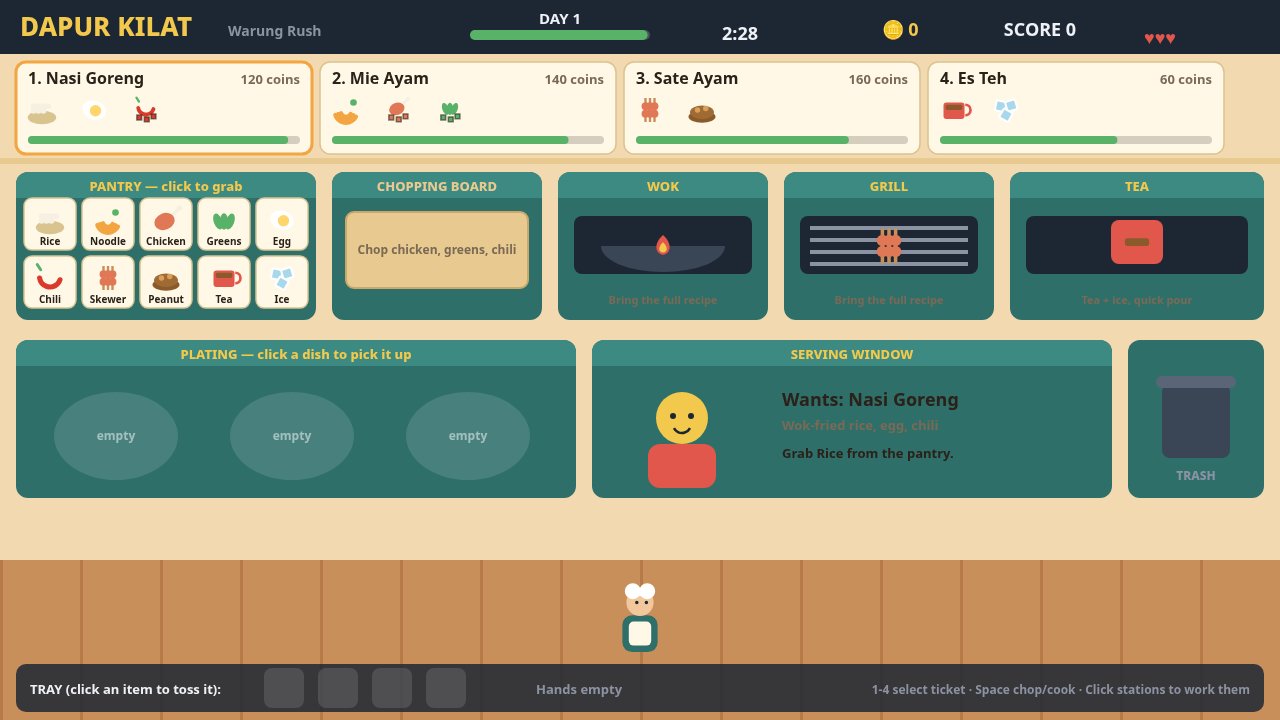 DAPUR KILAT
Warung Rush
DAY 1
2:28
0
SCORE 0
♥♥♥
1. Nasi Goreng
120 coins
2. Mie Ayam
140 coins
3. Sate Ayam
160 coins
4. Es Teh
60 coins
PANTRY — click to grab
Rice
Noodle
Chicken
Greens
Egg
Chili
Skewer
Peanut
Tea
Ice
CHOPPING BOARD
Chop chicken, greens, chili
WOK
Bring the full recipe
GRILL
Bring the full recipe
TEA
Tea + ice, quick pour
PLATING — click a dish to pick it up
empty
empty
empty
SERVING WINDOW
Wants: Nasi Goreng
Wok-fried rice, egg, chili
Grab Rice from the pantry.
TRASH
TRAY (click an item to toss it):
Hands empty
1-4 select ticket · Space chop/cook · Click stations to work them